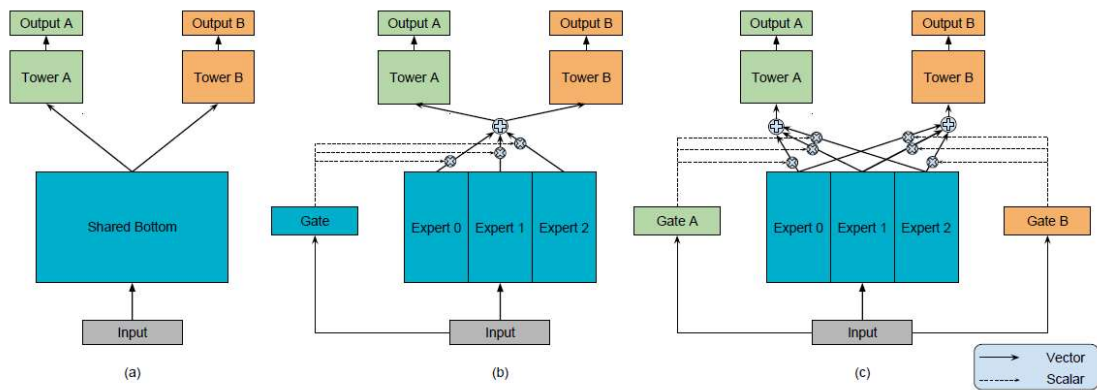 Output A
Output B
Tower A
Tower B
Shared Bottom
Input
(a)
Output A
Output B
Tower A
Tower B
Gate
Expert 0
Expert 1
Expert 2
Input
(b)
Output A
Output B
Tower A
Tower B
Gate A
Expert 0
Expert 1
Expert 2
Gate B
Input
(c)
Vector
Scalar